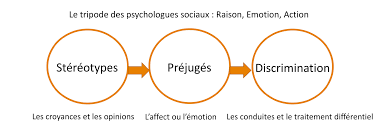 Le tripode des psychologues sociaux : Raison, Emotion, Action
Stéréotypes Préjugés Discrimination
Les croyances et les opinions L'affect ou l'émotion Les conduites et le traitement différentiel